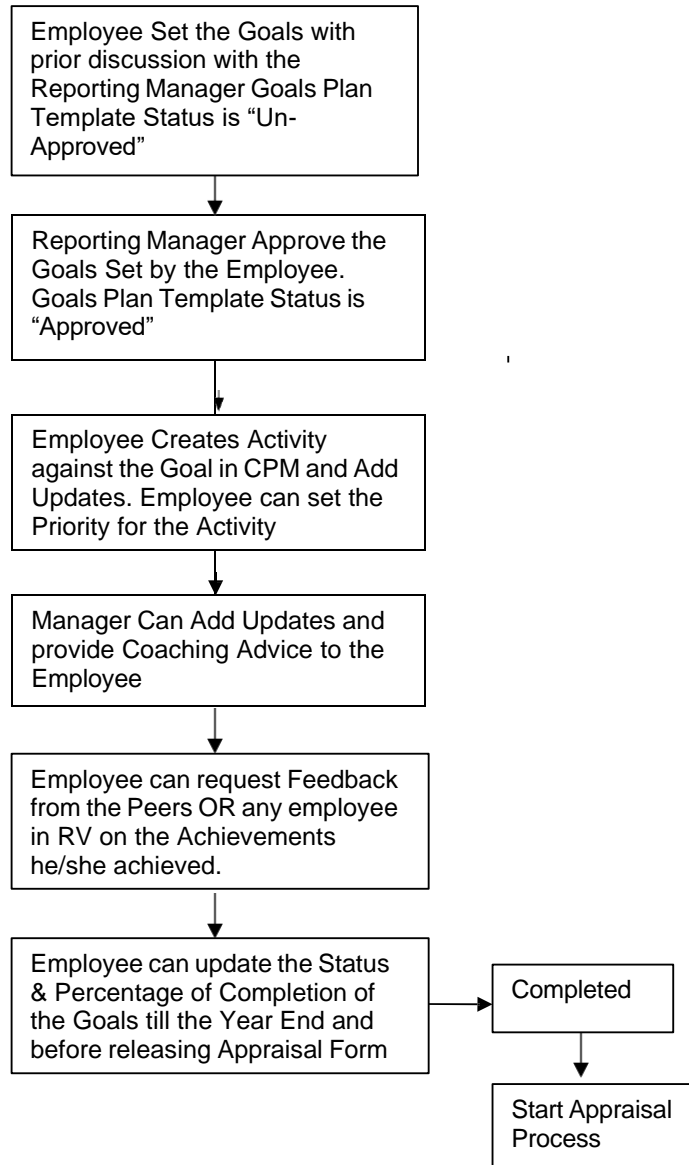 Employee Set the Goals with
prior discussion with the
Reporting Manager Goals Plan
Template Status is “Un-
Approved”
Reporting Manager Approve the
Goals Set by the Employee.
Goals Plan Template Status is
“Approved”
Employee Creates Activity
against the Goal in CPM and Add
Updates. Employee can set the
Priority for the Activity
Manager Can Add Updates and
provide Coaching Advice to the
Employee
Employee can request Feedback
from the Peers OR any employee
in RV on the Achievements
he/she achieved.
Employee can update the Status
& Percentage of Completion of
the Goals till the Year End and
before releasing Appraisal Form
Completed
Start Appraisal
Process